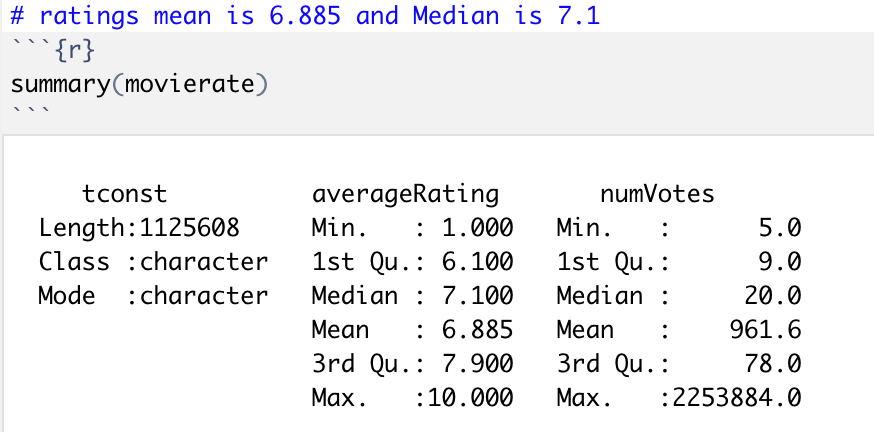 # ratings mean is 6.885 and Median is 7.1
```{r}
summary(movierate)
```
    tconst          averageRating       numVotes
 Length:1125608     Min.   : 1.000   Min.   :      5.0
 Class :character   1st Qu.: 6.100   1st Qu.:      9.0
 Mode  :character   Median : 7.100   Median :     20.0
                    Mean   : 6.885   Mean   :    961.6
                    3rd Qu.: 7.900   3rd Qu.:     78.0
                    Max.   :10.000   Max.   :2253884.0